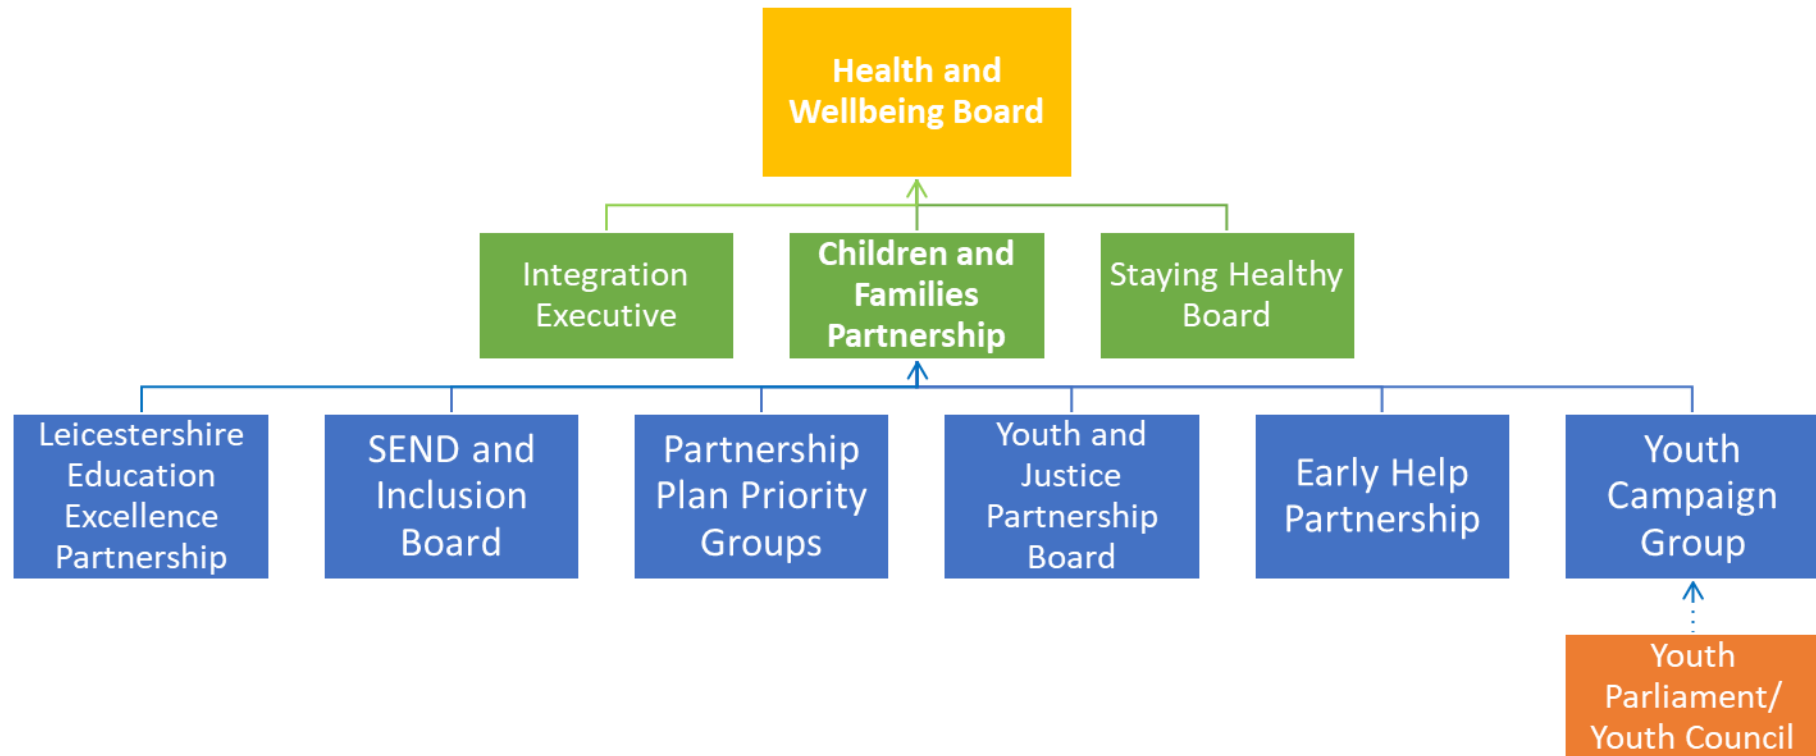 Health and
Wellbeing Board
Integration
Executive
Children and
Families
Partnership
Staying Healthy
Board
Leicestershire
Education
Excellence
Partnership
SEND and
Inclusion
Board
Partnership
Plan Priority
Groups
Youth and
Justice
Partnership
Board
Early Help
Partnership
Youth
Campaign
Group
Youth
Parliament/
Youth Council